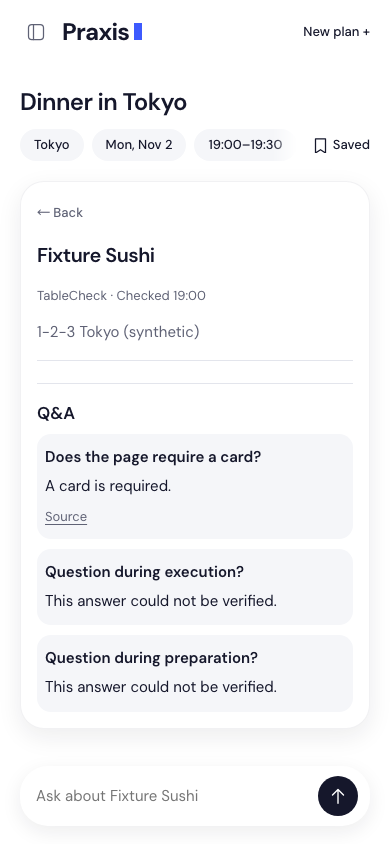 Praxis
New plan +
Dinner in Tokyo
Tokyo
Mon, Nov 2
19:00–19:30
Saved
← Back
Fixture Sushi
TableCheck · Checked 19:00
1-2-3 Tokyo (synthetic)
Q&A
Does the page require a card?
A card is required.
Source
Question during execution?
This answer could not be verified.
Question during preparation?
This answer could not be verified.
Ask about Fixture Sushi